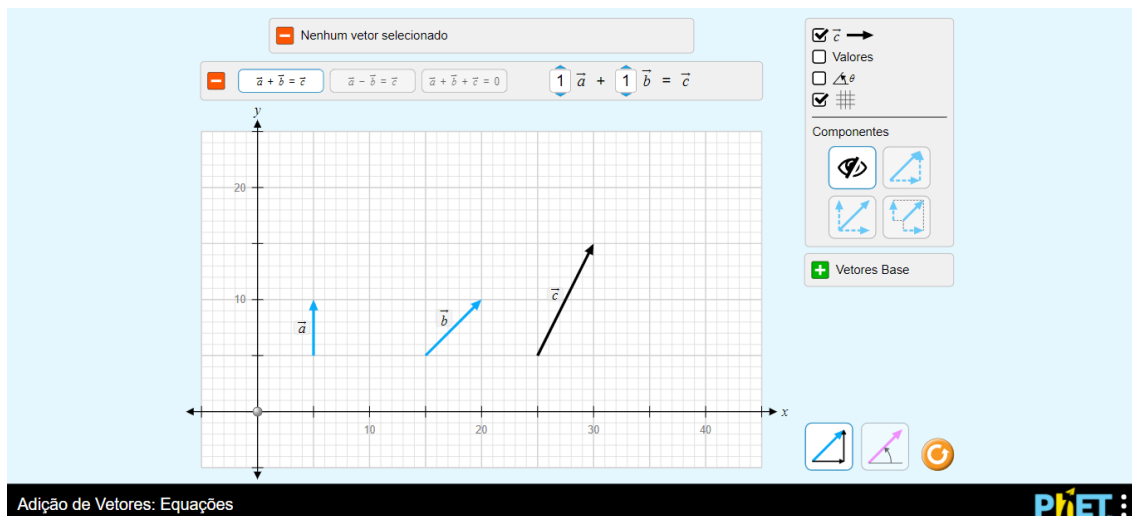 Nenhum vetor selecionado
a⃗ + b⃗ = c⃗
a⃗ − b⃗ = c⃗
a⃗ + b⃗ + c⃗ = 0
1 a⃗ + 1 b⃗ = c⃗
c⃗
Valores
θ
Componentes
Vetores Base
y
20
10
a⃗
b⃗
c⃗
x
10
20
30
40
Adição de Vetores: Equações
PhET